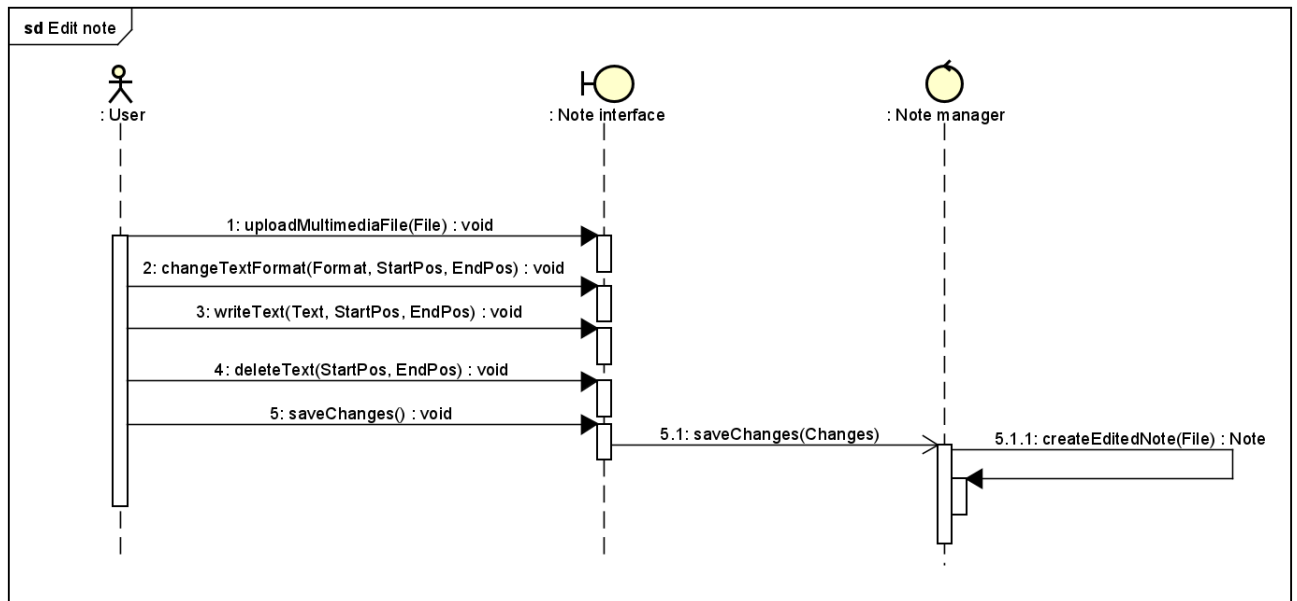 sd Edit note
: User
: Note interface
: Note manager
1: uploadMultimediaFile(File) : void
2: changeTextFormat(Format, StartPos, EndPos) : void
3: writeText(Text, StartPos, EndPos) : void
4: deleteText(StartPos, EndPos) : void
5: saveChanges() : void
5.1: saveChanges(Changes)
5.1.1: createEditedNote(File) : Note